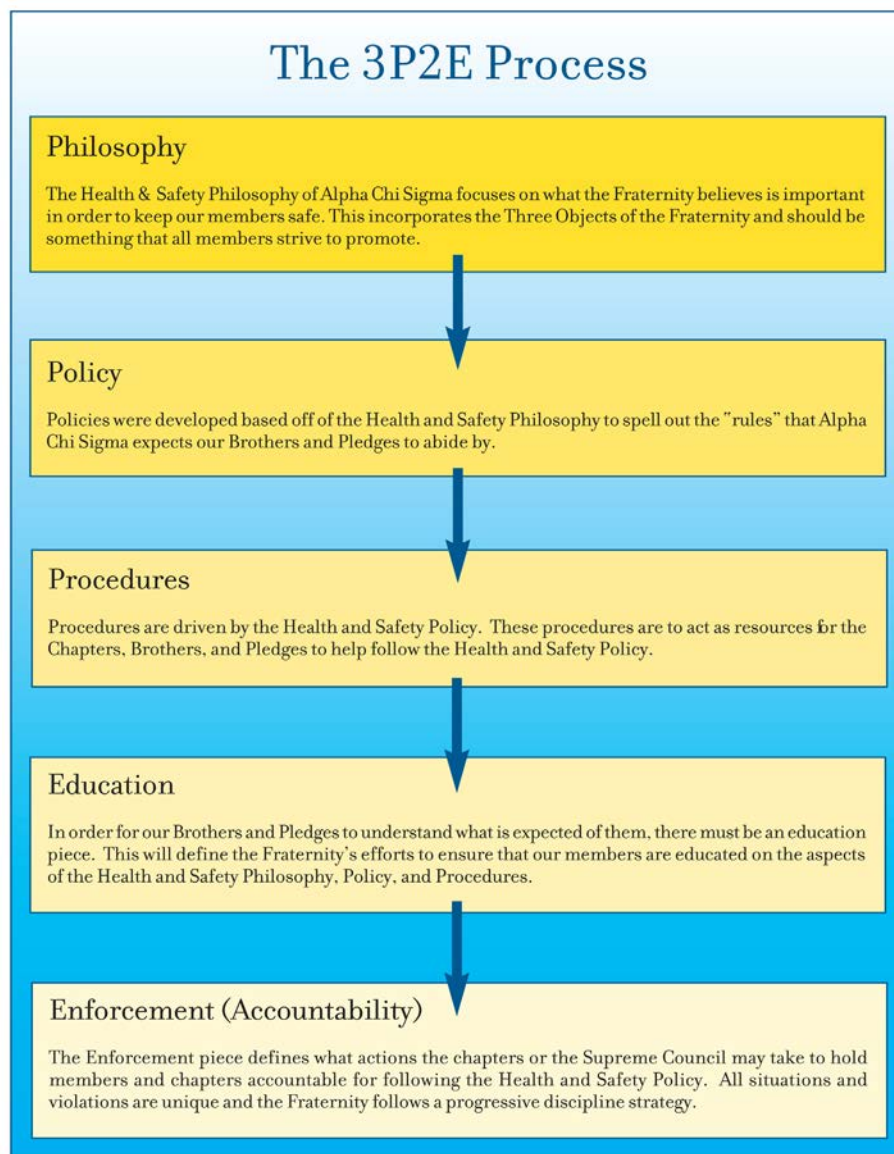 The 3P2E Process
Philosophy
The Health & Safety Philosophy of Alpha Chi Sigma focuses on what the Fraternity believes is important
in order to keep our members safe. This incorporates the Three Objects of the Fraternity and should be
something that all members strive to promote.
Policy
Policies were developed based off of the Health and Safety Philosophy to spell out the "rules" that Alpha
Chi Sigma expects our Brothers and Pledges to abide by.
Procedures
Procedures are driven by the Health and Safety Policy. These procedures are to act as resources for the
Chapters, Brothers, and Pledges to help follow the Health and Safety Policy.
Education
In order for our Brothers and Pledges to understand what is expected of them, there must be an education
piece. This will define the Fraternity's efforts to ensure that our members are educated on the aspects
of the Health and Safety Philosophy, Policy, and Procedures.
Enforcement (Accountability)
The Enforcement piece defines what actions the chapters or the Supreme Council may take to hold
members and chapters accountable for following the Health and Safety Policy. All situations and
violations are unique and the Fraternity follows a progressive discipline strategy.